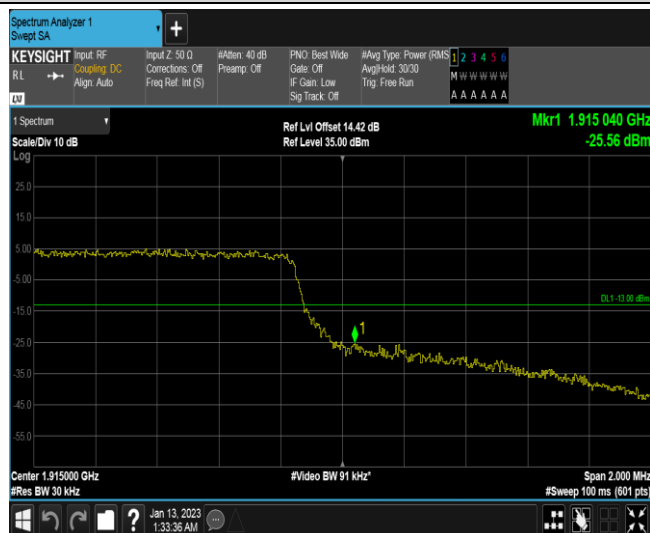 Spectrum Analyzer 1
Swept SA
KEYSIGHT
RL
LXI
Input: RF
Coupling: DC
Align: Auto
Input Z: 50 Ω
Corrections: Off
Freq Ref: Int (S)
#Atten: 40 dB
Preamp: Off
PNO: Best Wide
Gate: Off
IF Gain: Low
Sig Track: Off
#Avg Type: Power (RMS
Avg|Hold: 30/30
Trig: Free Run
1 2 3 4 5 6
M W W W W W
A A A A A A
1 Spectrum
Scale/Div 10 dB
Log
Ref Lvl Offset 14.42 dB
Ref Level 35.00 dBm
Mkr1 1.915 040 GHz
-25.56 dBm
25.0
15.0
5.00
-5.00
-15.0
-25.0
-35.0
-45.0
-55.0
DL1 -13.00 dBm
1
Center 1.915000 GHz
#Res BW 30 kHz
#Video BW 91 kHz*
Span 2.000 MHz
#Sweep 100 ms (601 pts)
?
Jan 13, 2023
1:33:36 AM